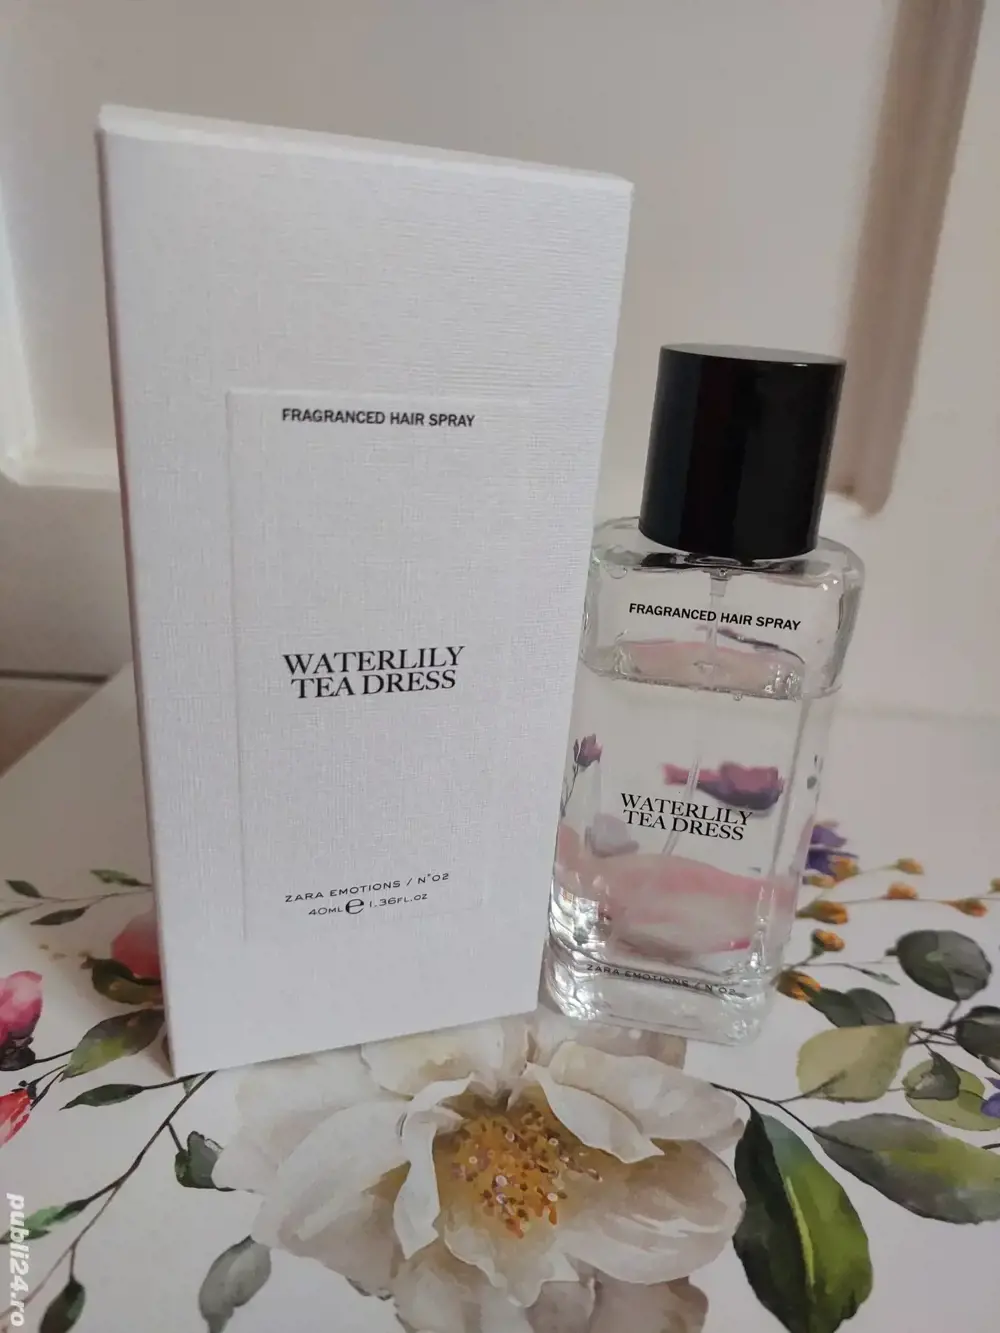 FRAGRANCED HAIR SPRAY
WATERLILY
TEA DRESS
ZARA EMOTIONS / N°02
40ML e 1.36FL.OZ
FRAGRANCED HAIR SPRAY
WATERLILY
TEA DRESS
ZARA EMOTIONS / N°02
publi24.ro